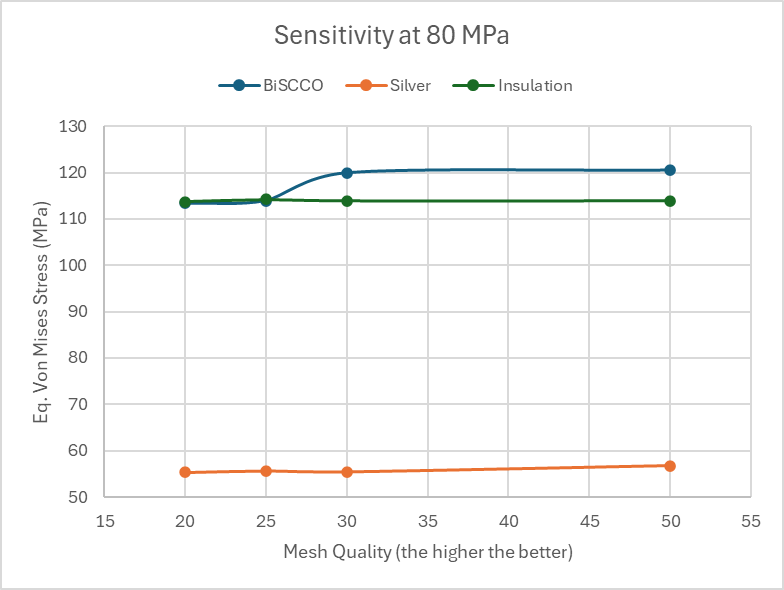 Sensitivity at 80 MPa
BiSCCO Silver Insulation
130
120
110
100
90
80
70
60
50
Eq. Von Mises Stress (MPa)
15 20 25 30 35 40 45 50 55
Mesh Quality (the higher the better)